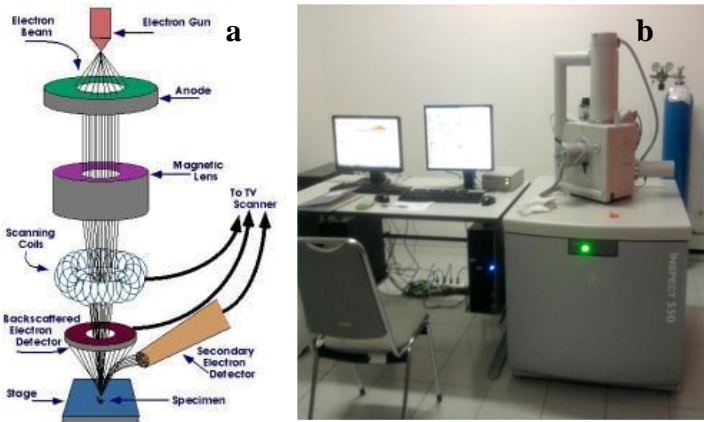 Electron
Beam
Electron Gun
a
Anode
Magnetic
Lens
To TV
Scanner
Scanning
Coils
Backscattered
Electron
Detector
Secondary
Electron
Detector
Stage
Specimen
b
INSPECT S50